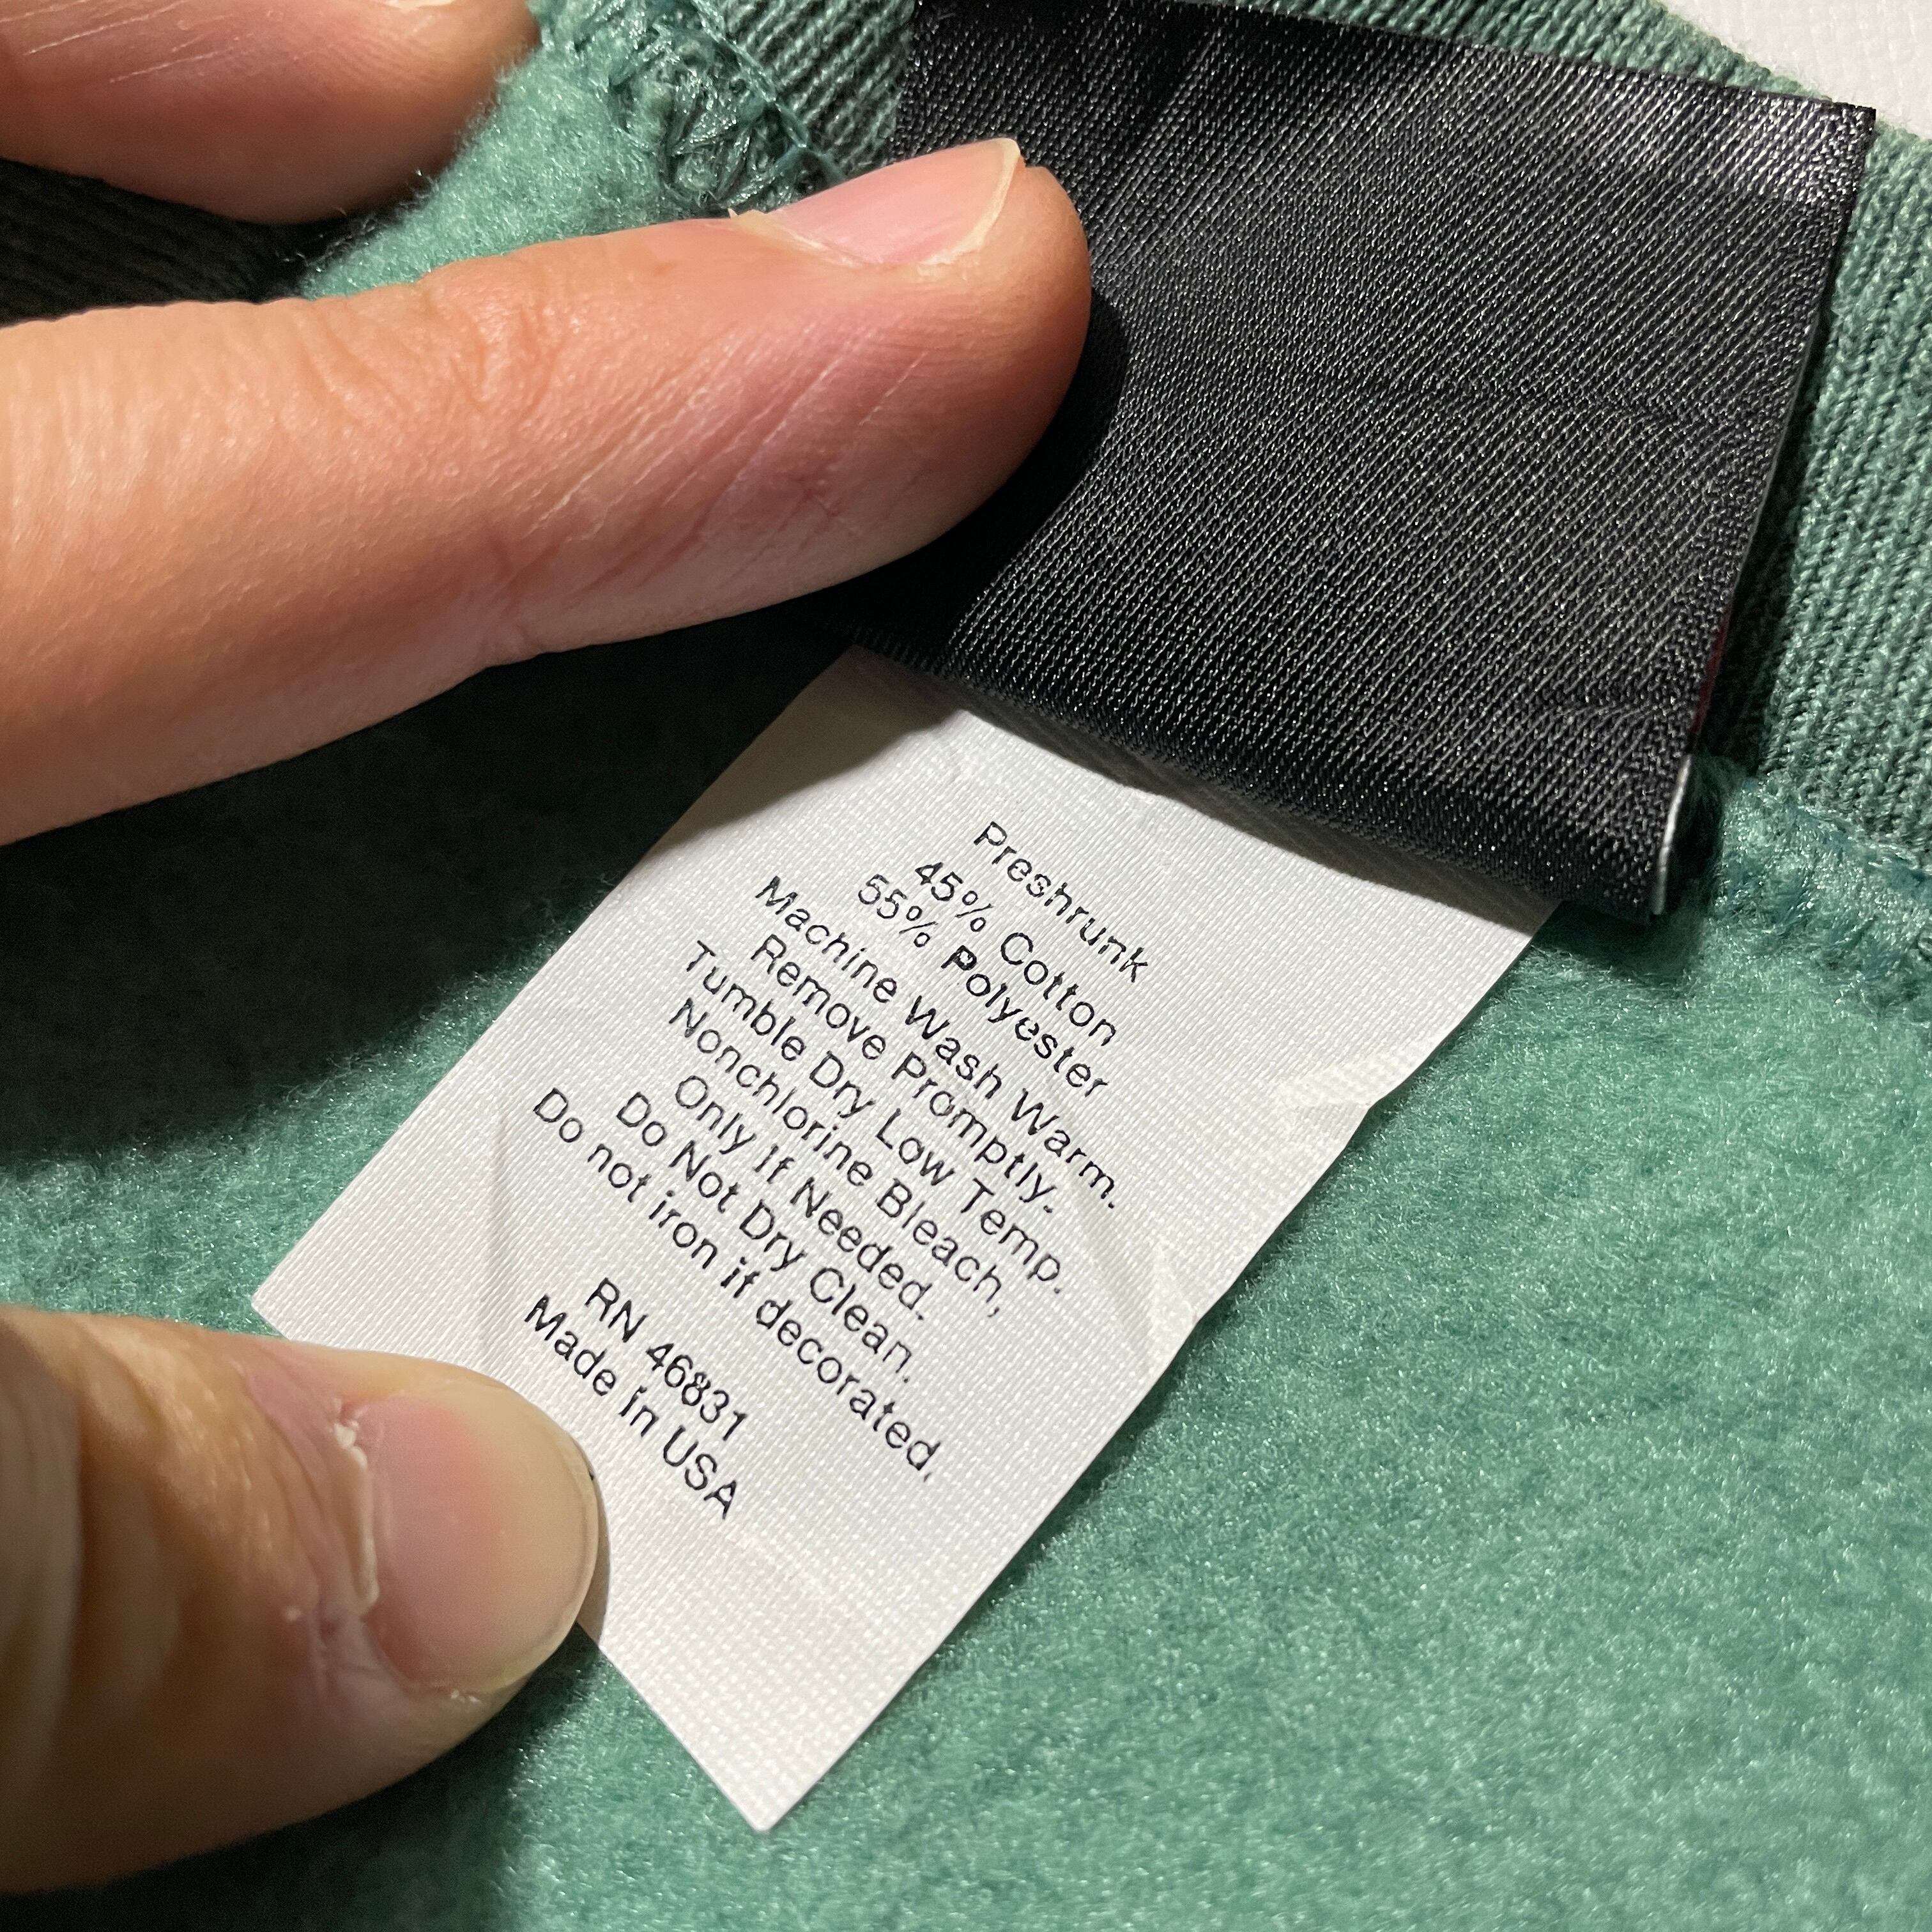 Preshrunk
45% Cotton
55% Polyester
Machine Wash Warm.
Remove Promptly.
Tumble Dry Low Temp.
Nonchlorine Bleach,
Only If Needed.
Do Not Dry Clean.
Do not iron if decorated.
RN 46831
Made in USA